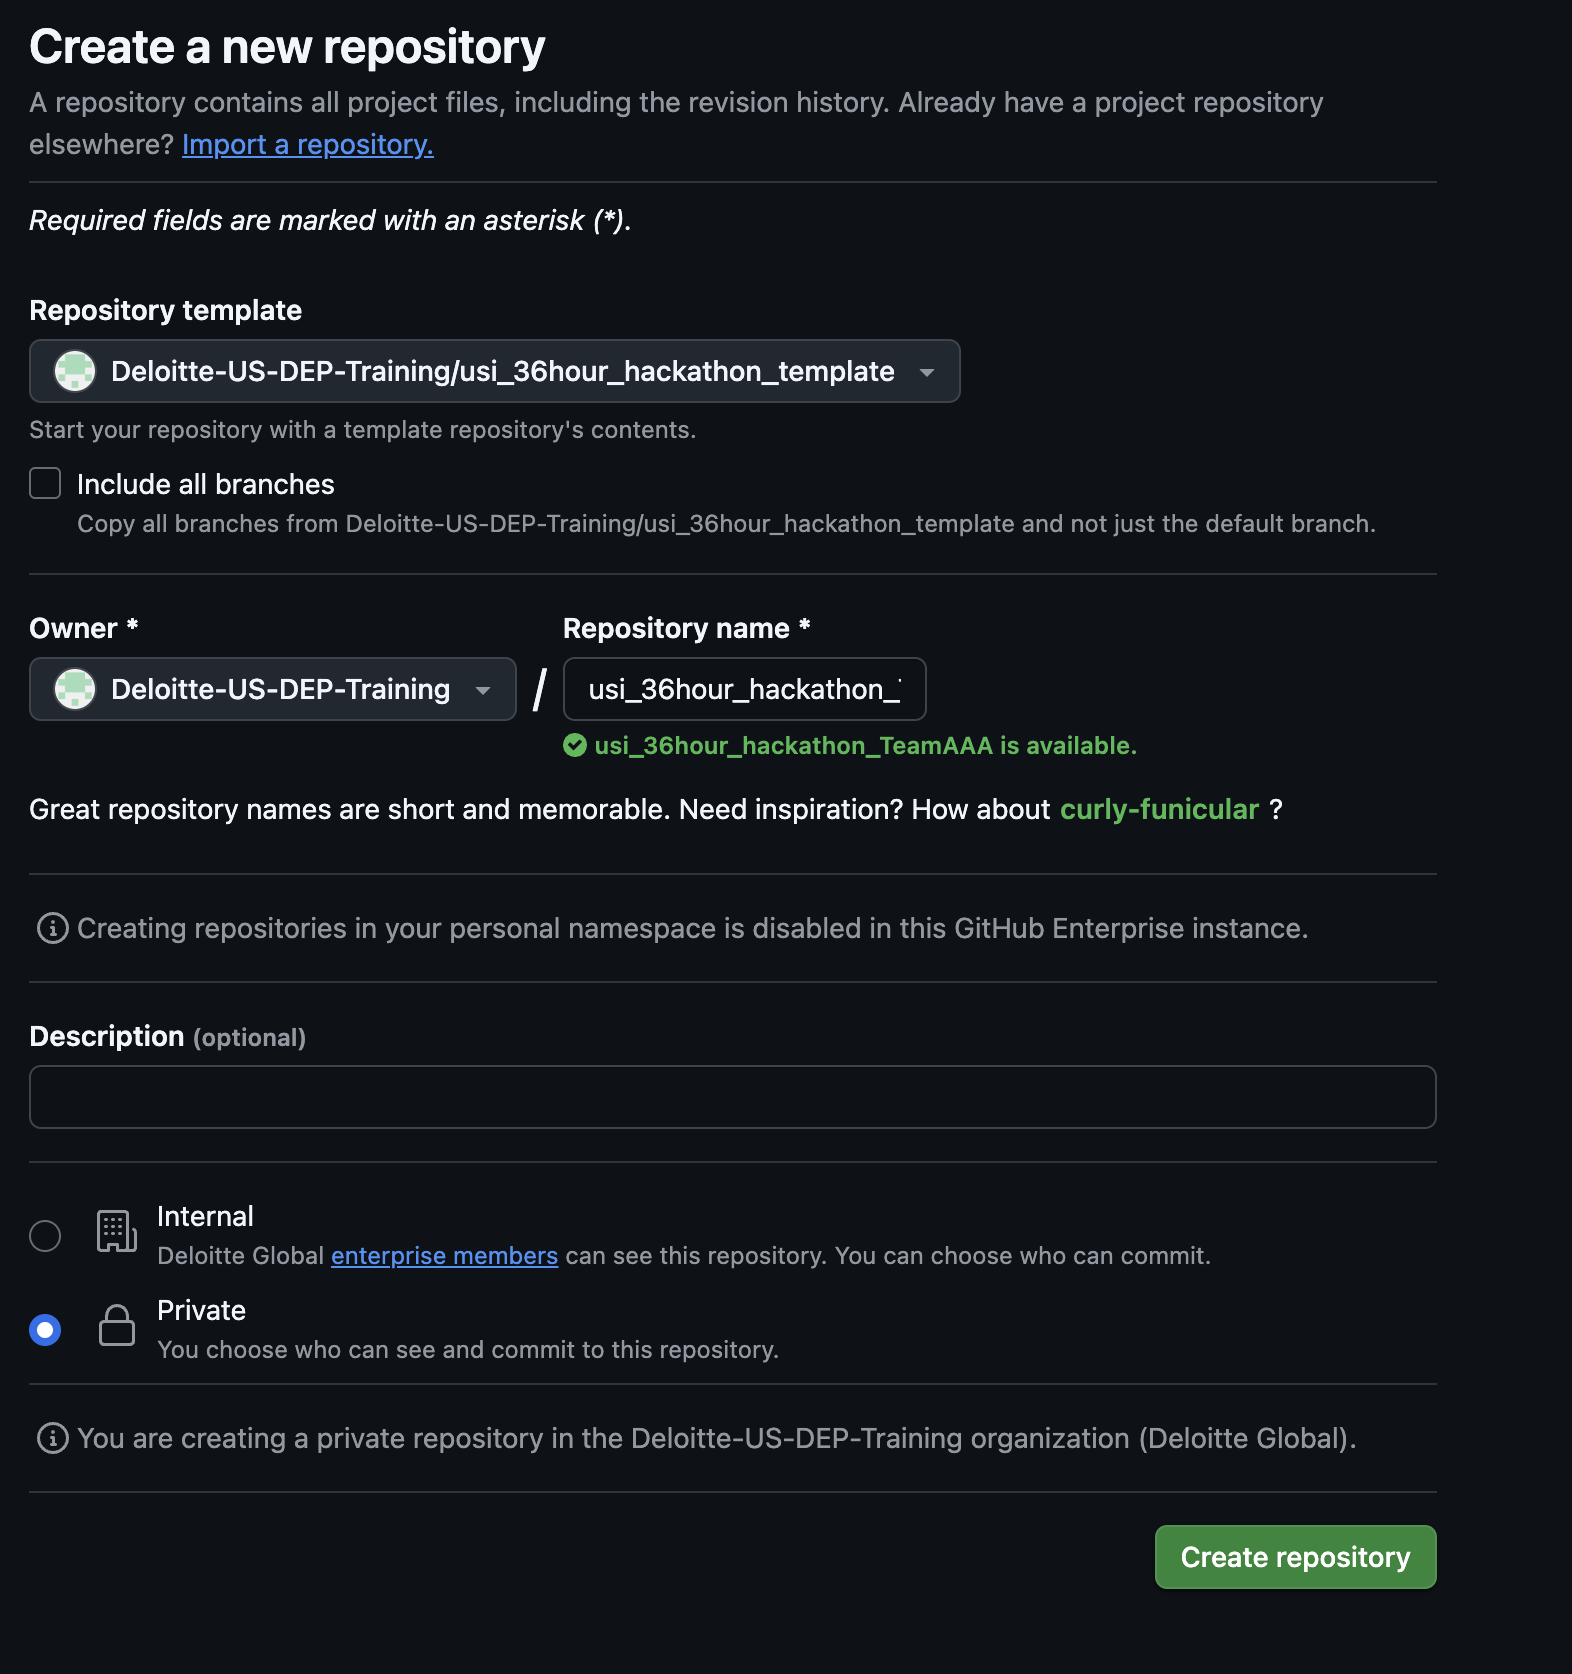 Create a new repository
A repository contains all project files, including the revision history. Already have a project repository
elsewhere? Import a repository.
Required fields are marked with an asterisk (*).
Repository template
Deloitte-US-DEP-Training/usi_36hour_hackathon_template
Start your repository with a template repository's contents.
Include all branches
Copy all branches from Deloitte-US-DEP-Training/usi_36hour_hackathon_template and not just the default branch.
Owner *
Repository name *
Deloitte-US-DEP-Training
/
usi_36hour_hackathon_
usi_36hour_hackathon_TeamAAA is available.
Great repository names are short and memorable. Need inspiration? How about curly-funicular ?
Creating repositories in your personal namespace is disabled in this GitHub Enterprise instance.
Description (optional)
Internal
Deloitte Global enterprise members can see this repository. You can choose who can commit.
Private
You choose who can see and commit to this repository.
You are creating a private repository in the Deloitte-US-DEP-Training organization (Deloitte Global).
Create repository